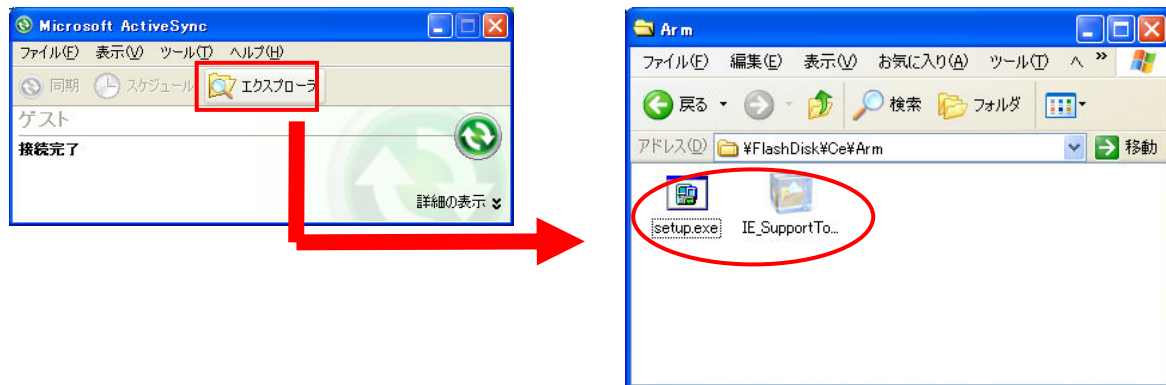 Microsoft ActiveSync
ファイル(F) 表示(V) ツール(T) ヘルプ(H)
同期 スケジュール エクスプローラ
ゲスト
接続完了
詳細の表示
Arm
ファイル(F) 編集(E) 表示(V) お気に入り(A) ツール(T) ヘ »
戻る 検索 フォルダ
アドレス(D) ¥FlashDisk¥Ce¥Arm 移動
setup.exe IE_SupportTo...